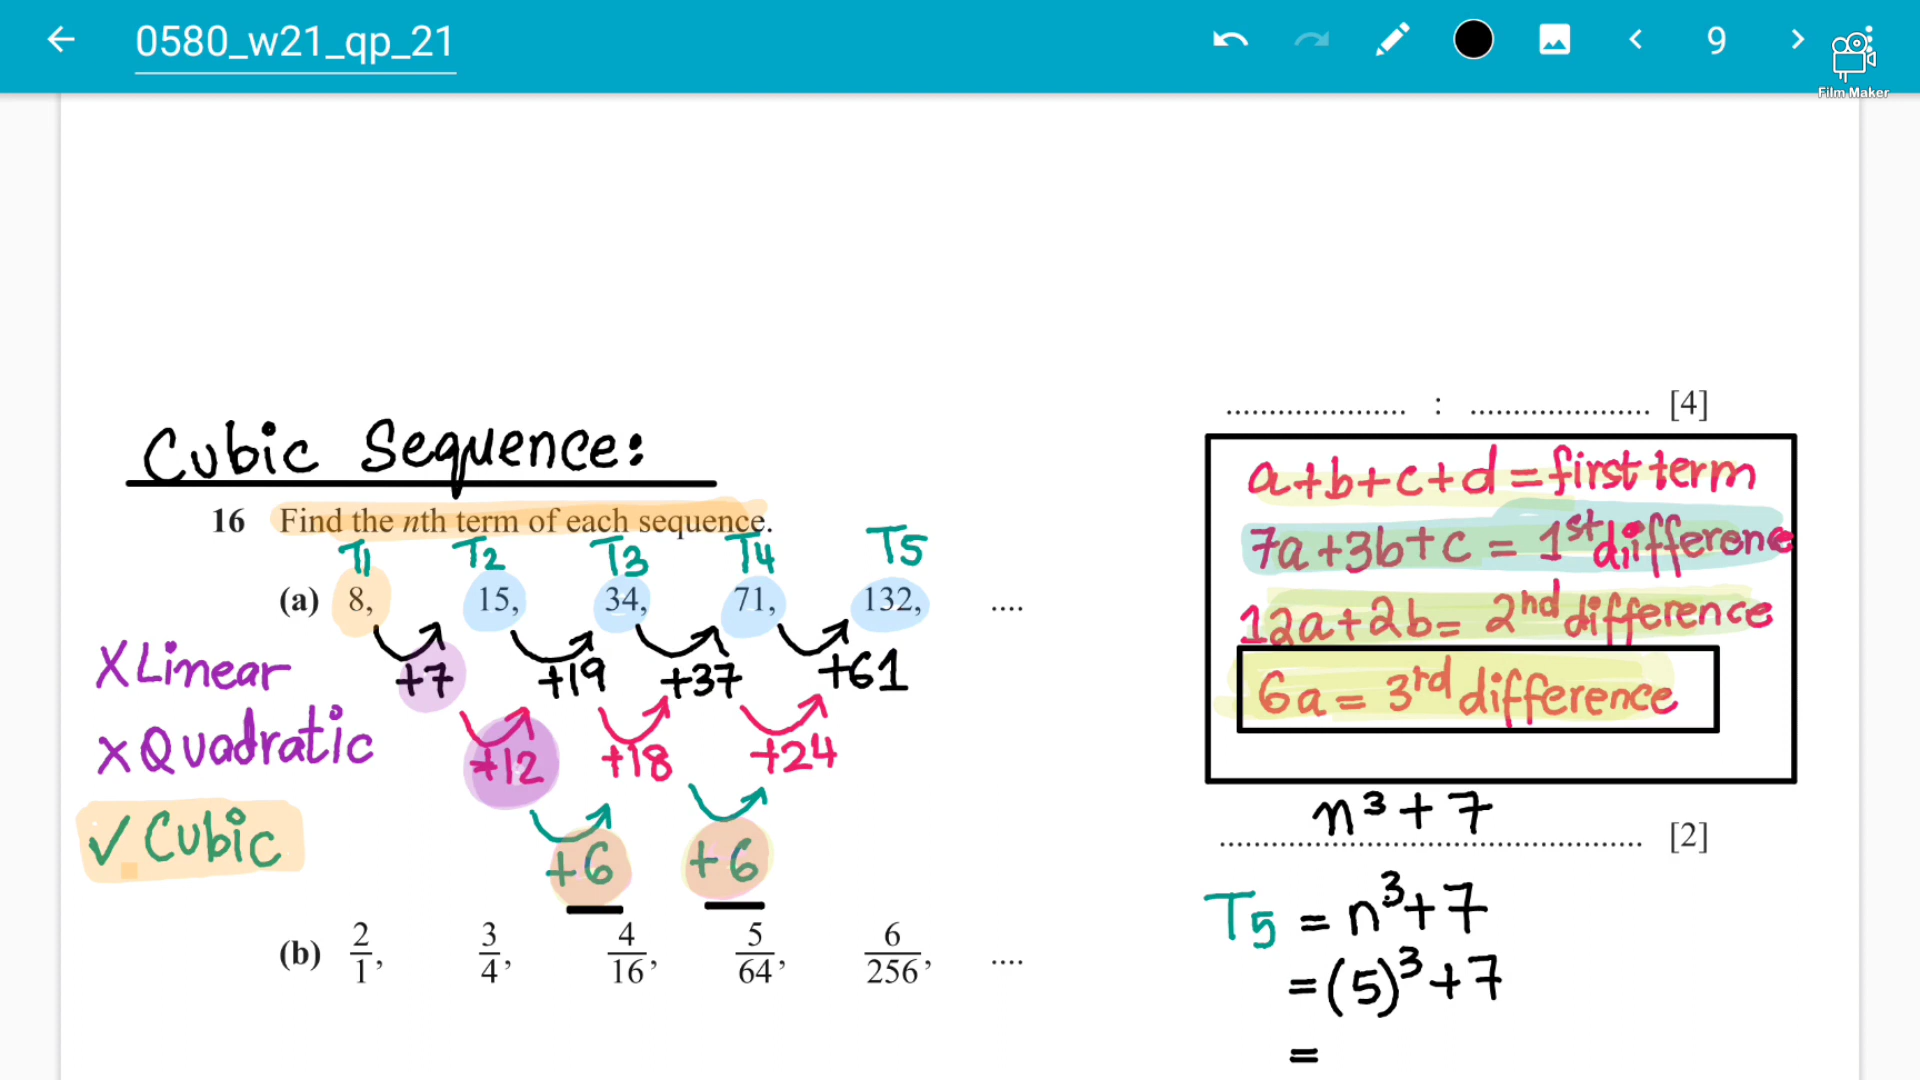 0580_w21_qp_21
9
Film Maker
..................... : ..................... [4]
Cubic Sequence:
a+b+c+d=first term
16 Find the nth term of each sequence.
7a+3b+c = 1st differenc
T1 T2 T3 T4 T5
(a) 8, 15, 34, 71, 132, ....
12a+2b= 2nd difference
X Linear
+7 +19 +37 +61
6a= 3rd difference
x Quadratic
+12 +18 +24
✓ Cubic
+6 +6
n³+7
................................................. [2]
T5 = n³+7
(b) 2/1, 3/4, 4/16, 5/64, 6/256, ....
=(5)³+7
=